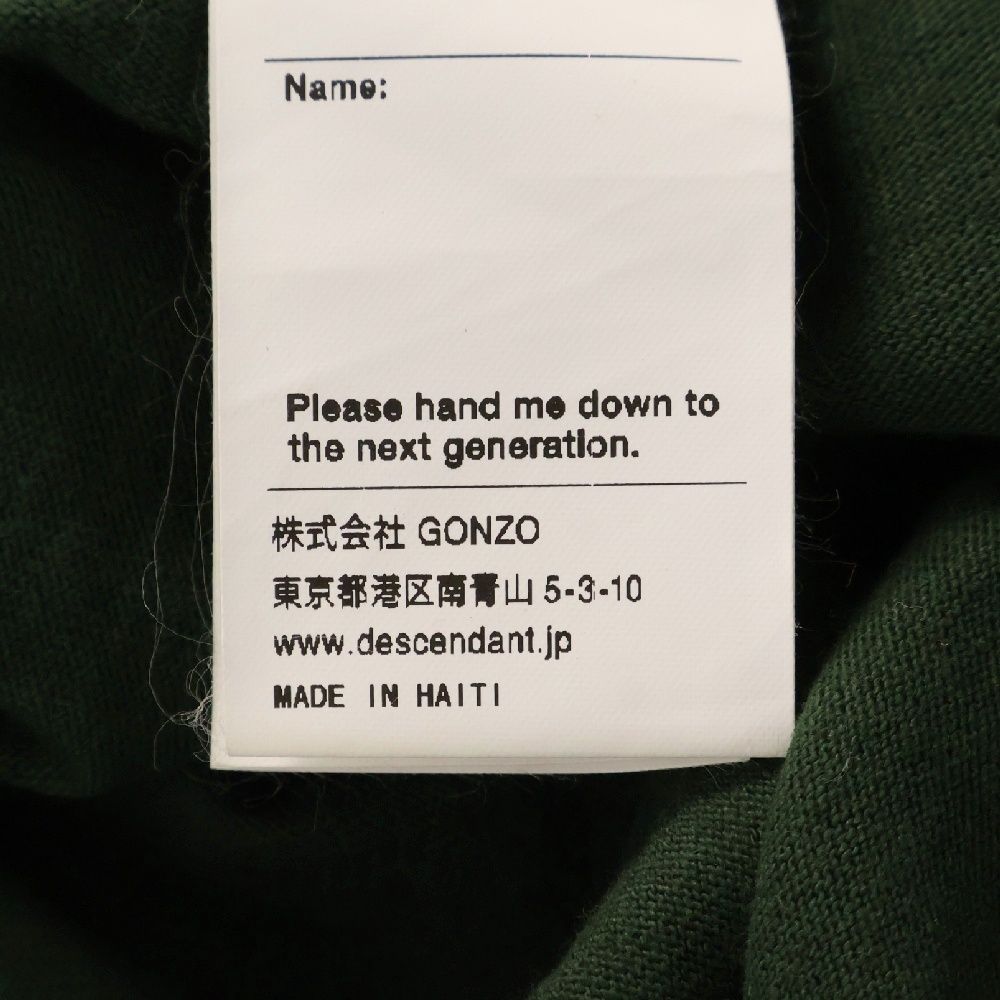 Name:
Please hand me down to
the next generation.
株式会社 GONZO
東京都港区南青山 5-3-10
www.descendant.jp
MADE IN HAITI